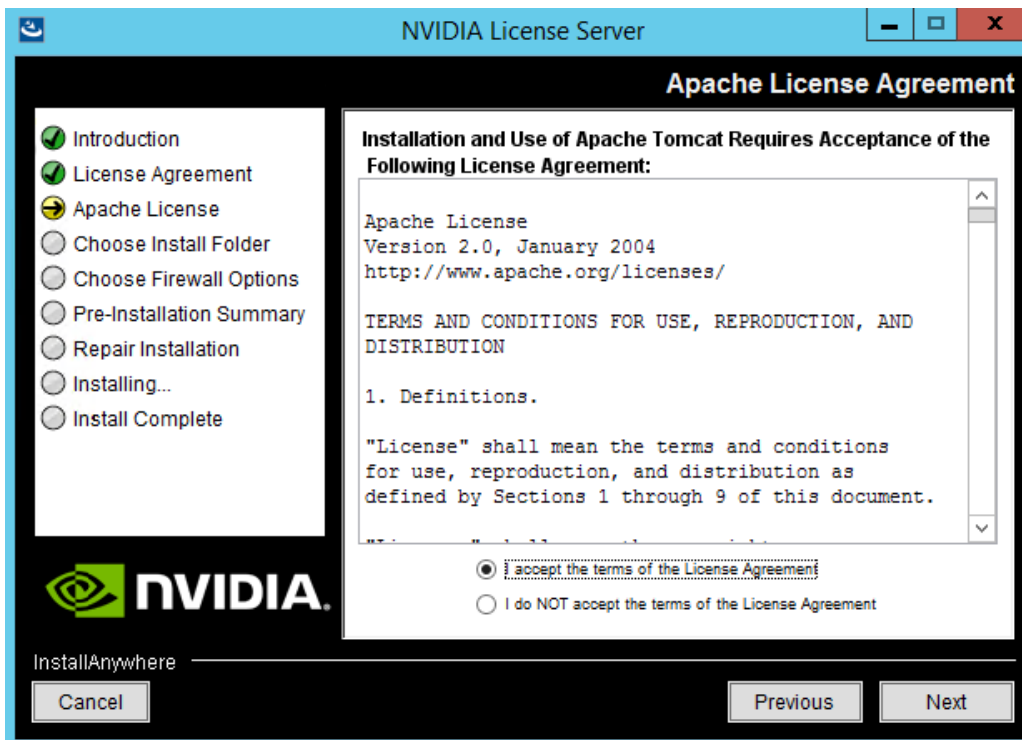 NVIDIA License Server
Apache License Agreement
Introduction
License Agreement
Apache License
Choose Install Folder
Choose Firewall Options
Pre-Installation Summary
Repair Installation
Installing...
Install Complete
Installation and Use of Apache Tomcat Requires Acceptance of the
Following License Agreement:
Apache License
Version 2.0, January 2004
http://www.apache.org/licenses/
TERMS AND CONDITIONS FOR USE, REPRODUCTION, AND
DISTRIBUTION
1. Definitions.
"License" shall mean the terms and conditions
for use, reproduction, and distribution as
defined by Sections 1 through 9 of this document.
I accept the terms of the License Agreement
I do NOT accept the terms of the License Agreement
NVIDIA.
InstallAnywhere
Cancel
Previous
Next